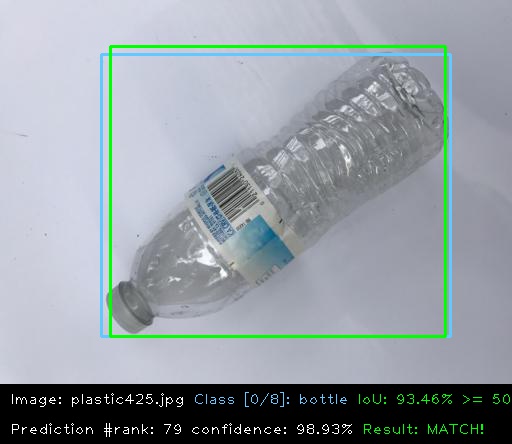 Image: plastic425.jpg Class [0/8]: bottle IoU: 93.46% >= 50
Prediction #rank: 79 confidence: 98.93% Result: MATCH!